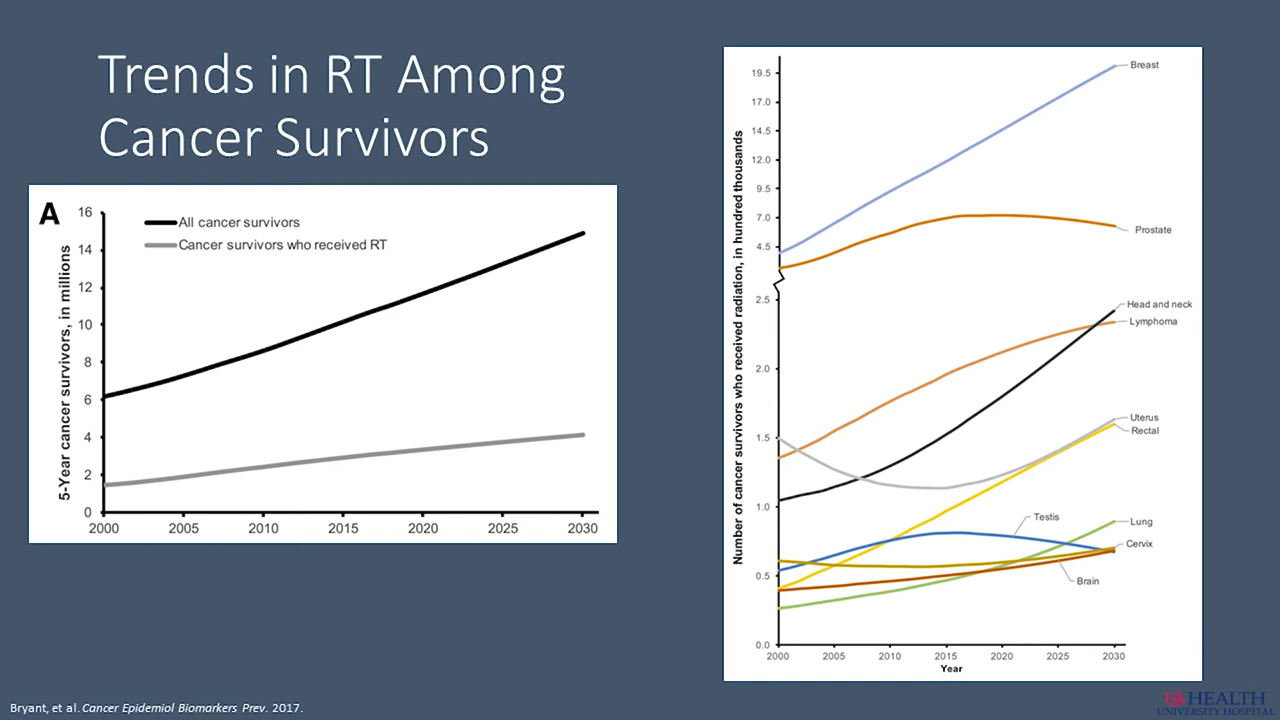 Trends in RT Among
Cancer Survivors
A
5-Year cancer survivors, in millions
16
14
12
10
8
6
4
2
0
All cancer survivors
Cancer survivors who received RT
2000 2005 2010 2015 2020 2025 2030
Number of cancer survivors who received radiation, in hundred thousands
19.5
17.0
14.5
12.0
9.5
7.0
4.5
2.5
2.0
1.5
1.0
0.5
0.0
Breast
Prostate
Head and neck
Lymphoma
Uterus
Rectal
Testis
Lung
Cervix
Brain
2000 2005 2010 2015 2020 2025 2030
Year
Bryant, et al. Cancer Epidemiol Biomarkers Prev. 2017.
USA HEALTH
UNIVERSITY HOSPITAL